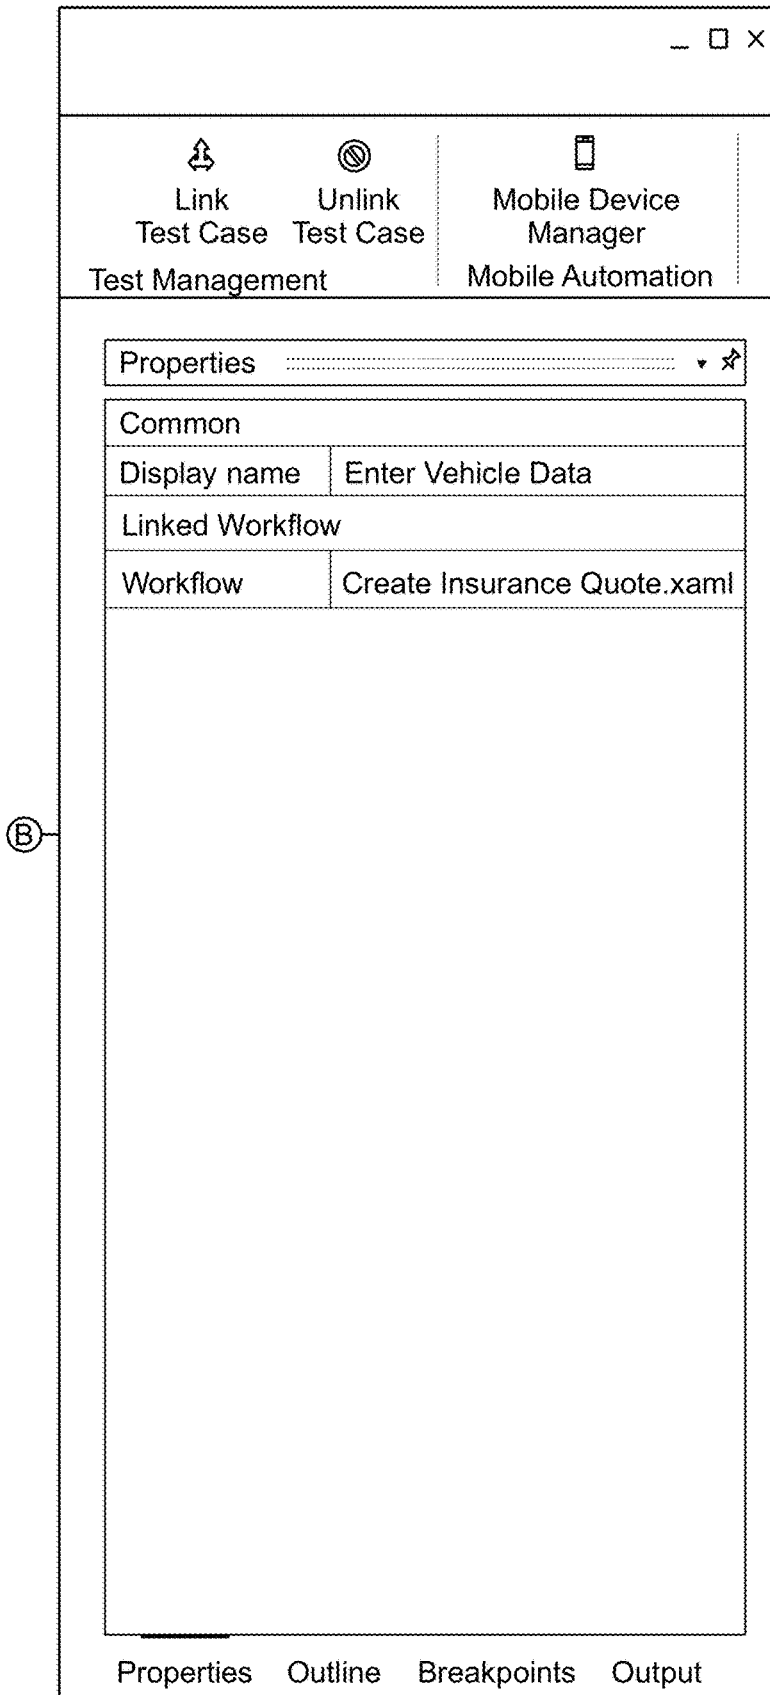 Link
Test Case
Unlink
Test Case
Test Management
Mobile Device
Manager
Mobile Automation
Properties
Common
Display name Enter Vehicle Data
Linked Workflow
Workflow Create Insurance Quote.xaml
B
Properties Outline Breakpoints Output